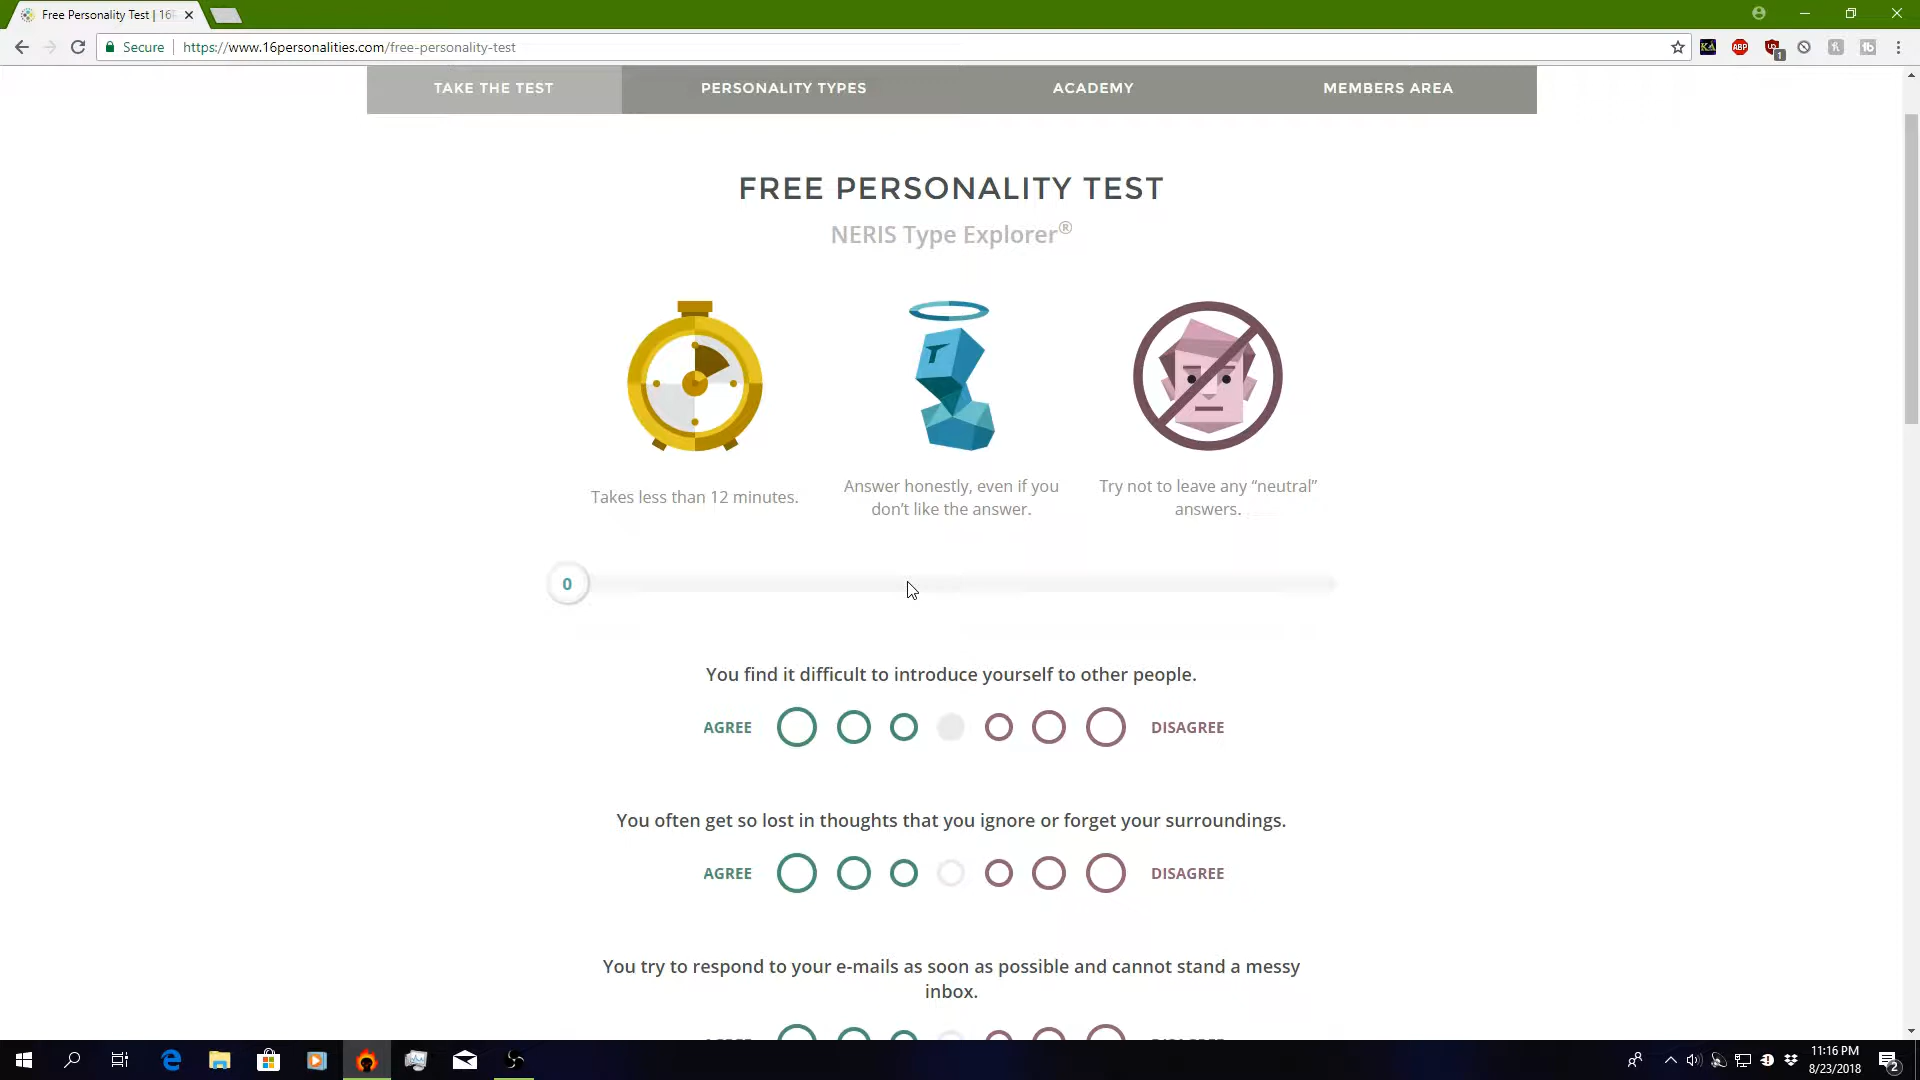 Free Personality Test | 16
Secure
https://www.16personalities.com/free-personality-test
ABP
1
TAKE THE TEST
PERSONALITY TYPES
ACADEMY
MEMBERS AREA
FREE PERSONALITY TEST
NERIS Type Explorer®
Takes less than 12 minutes.
Answer honestly, even if you
don’t like the answer.
Try not to leave any “neutral”
answers.
0
You find it difficult to introduce yourself to other people.
AGREE
DISAGREE
You often get so lost in thoughts that you ignore or forget your surroundings.
AGREE
DISAGREE
You try to respond to your e-mails as soon as possible and cannot stand a messy
inbox.
11:16 PM
8/23/2018
2